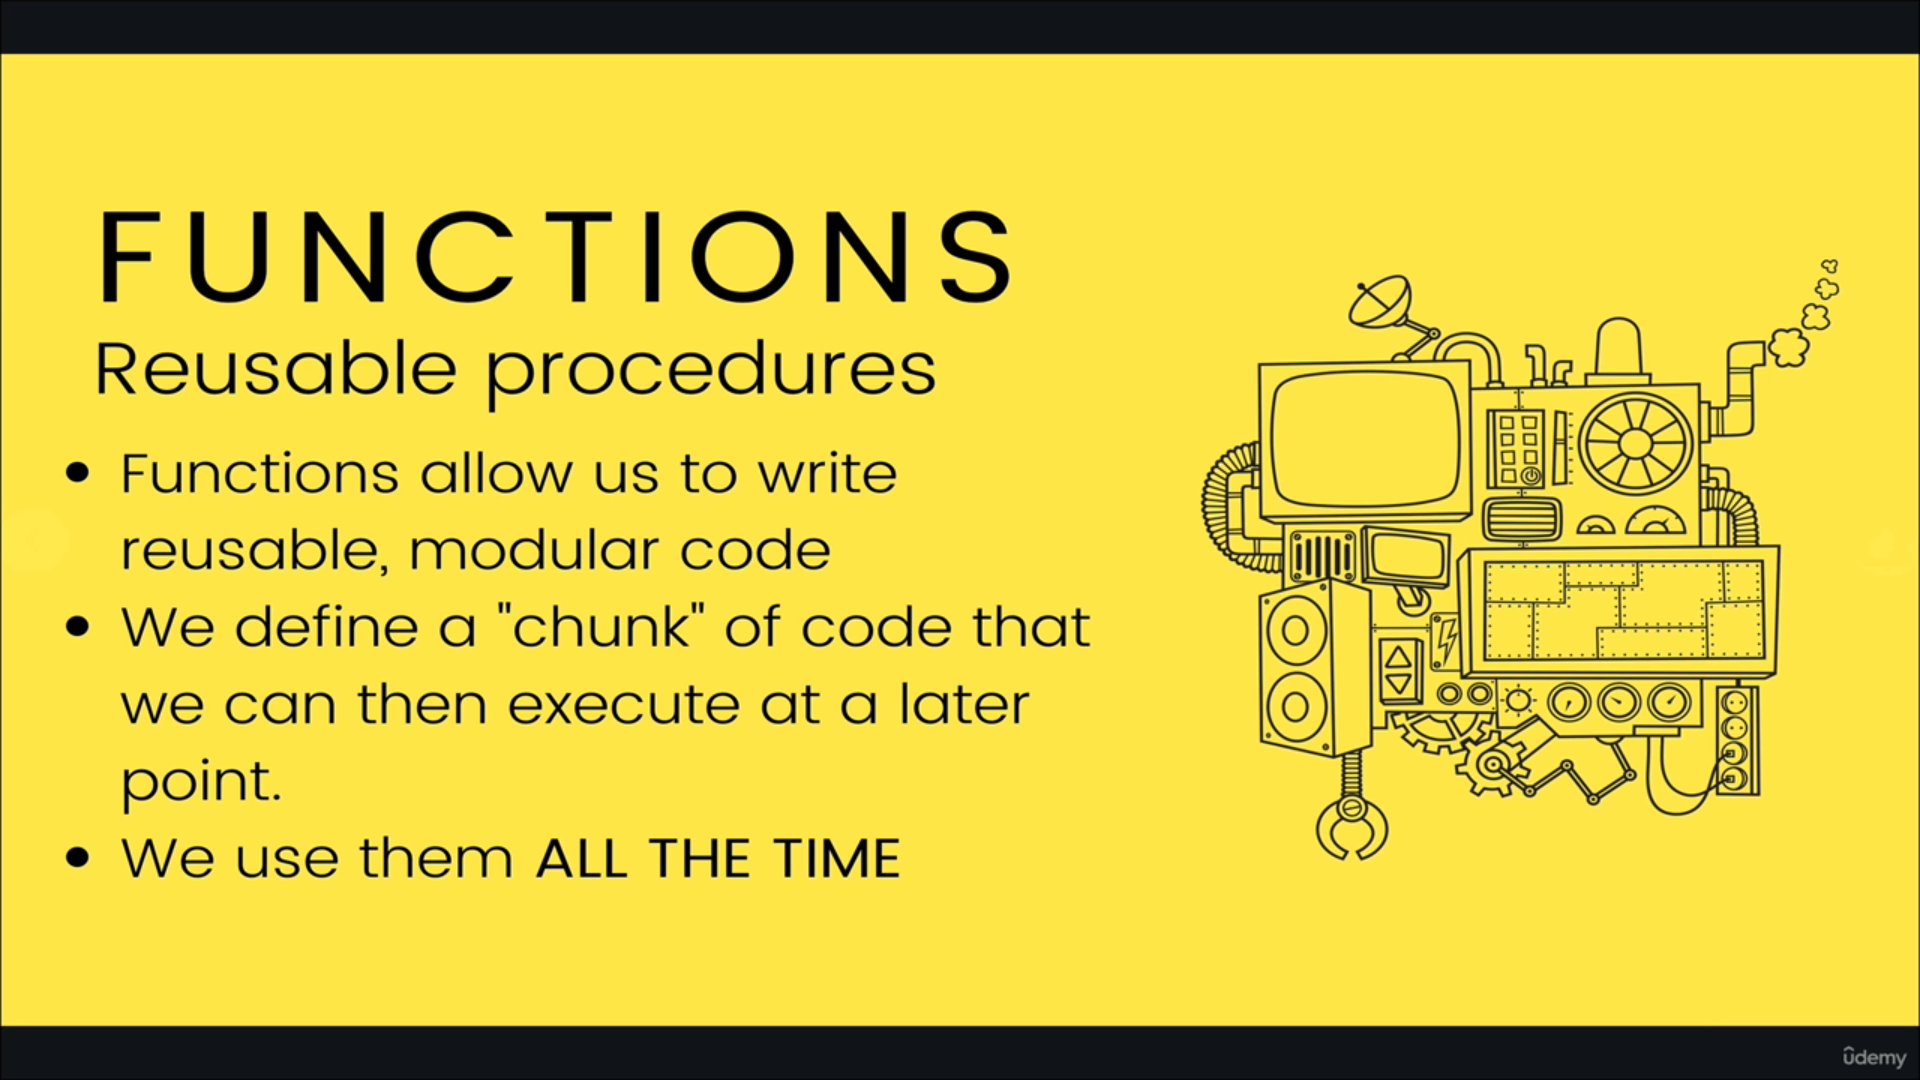 FUNCTIONS
Reusable procedures
• Functions allow us to write
reusable, modular code
• We define a "chunk" of code that
we can then execute at a later
point.
• We use them ALL THE TIME
ûdemy